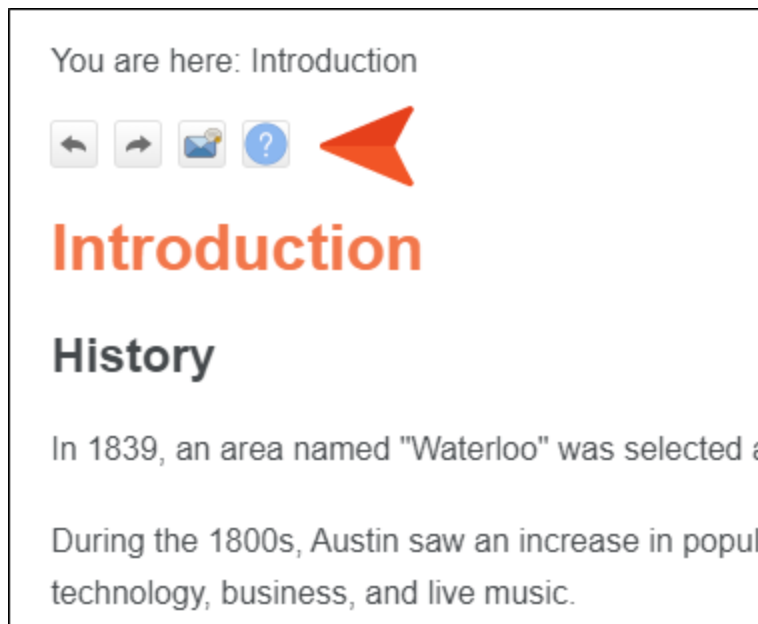 You are here: Introduction
?
Introduction
History
In 1839, an area named "Waterloo" was selected
During the 1800s, Austin saw an increase in popul
technology, business, and live music.